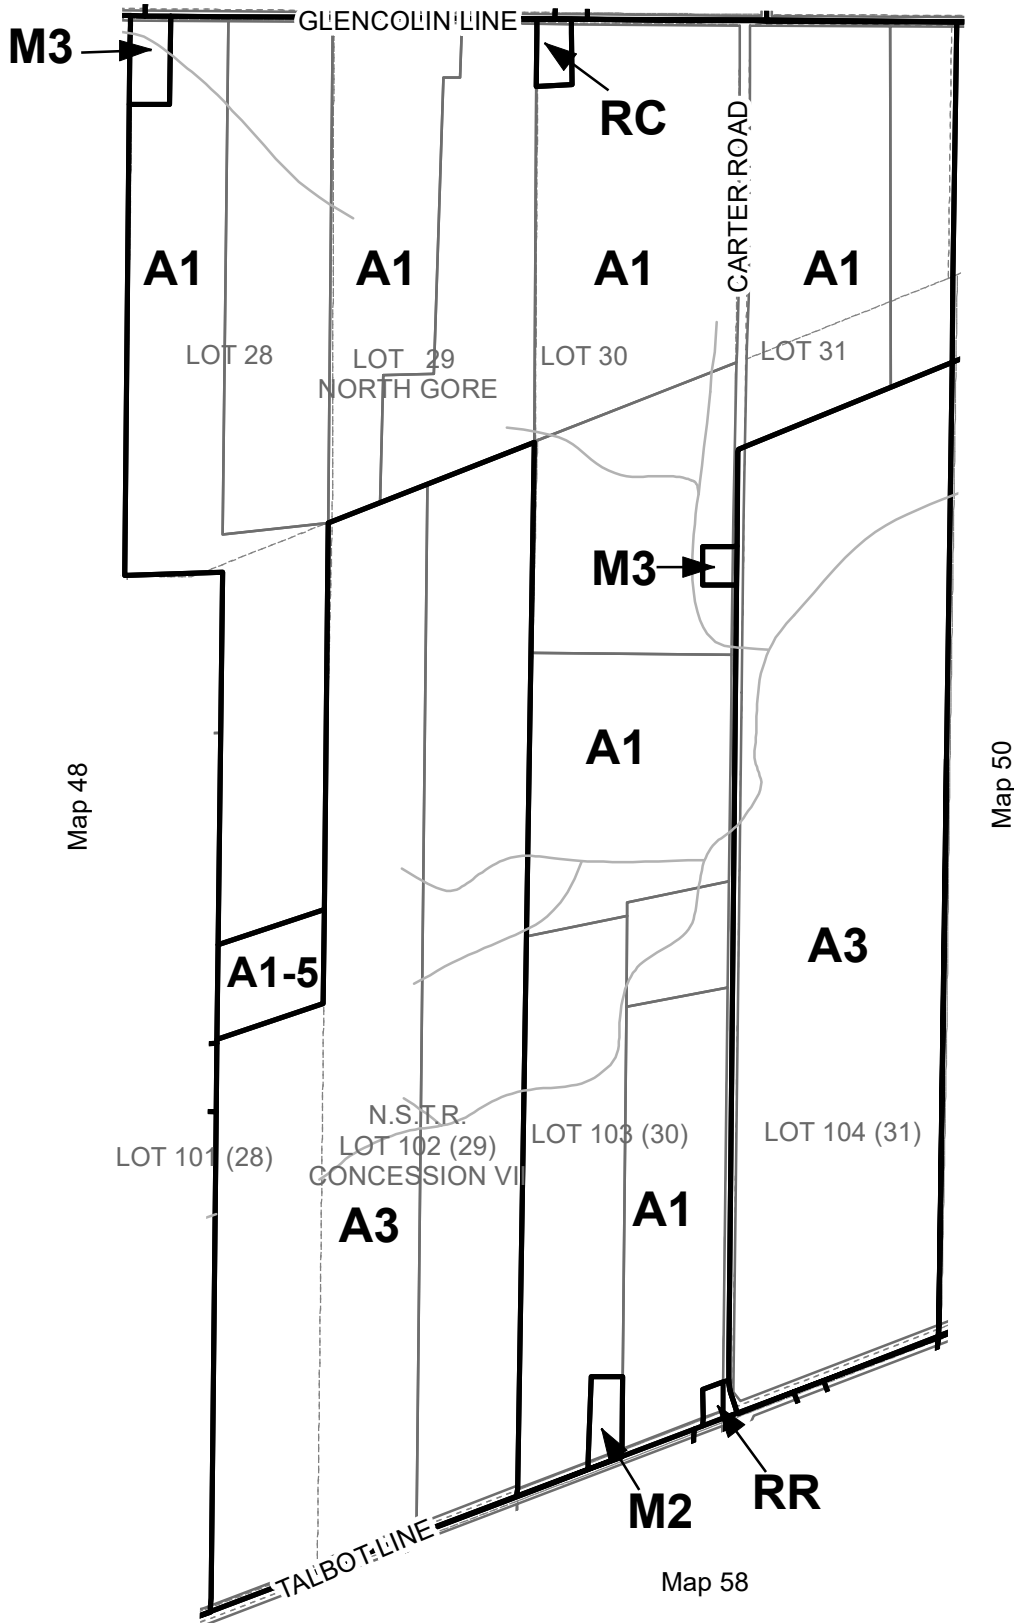 GLENCOLIN LINE
M3
RC
CARTER ROAD
A1
A1
A1
A1
LOT 28
LOT 29
NORTH GORE
LOT 30
LOT 31
M3
A1
Map 48
Map 50
A1-5
A3
N.S.T.R.
LOT 101 (28)
LOT 102 (29)
CONCESSION VII
LOT 103 (30)
LOT 104 (31)
A3
A1
M2
RR
TALBOT LINE
Map 58